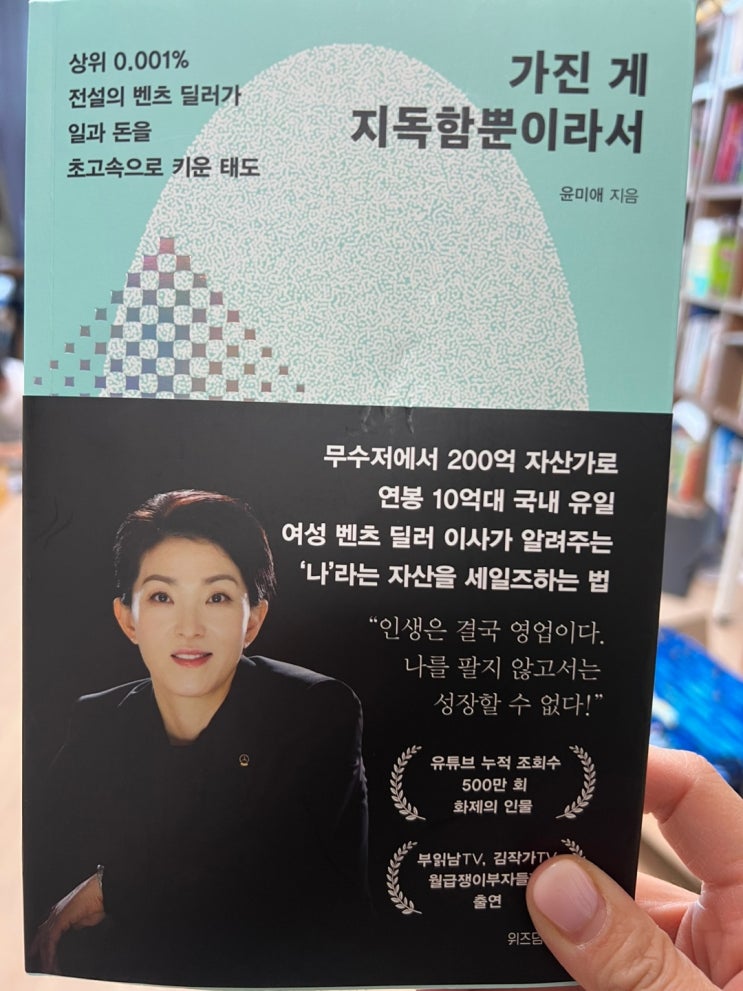 상위 0.001%
전설의 벤츠 딜러가
일과 돈을
초고속으로 키운 태도
가진 게
지독함뿐이라서
윤미애 지음
무수저에서 200억 자산가로
연봉 10억대 국내 유일
여성 벤츠 딜러 이사가 알려주는
‘나’라는 자산을 세일즈하는 법
“인생은 결국 영업이다.
나를 팔지 않고서는
성장할 수 없다!”
유튜브 누적 조회수
500만 회
화제의 인물
부읽남TV, 김작가TV
월급쟁이부자들
출연
위즈덤